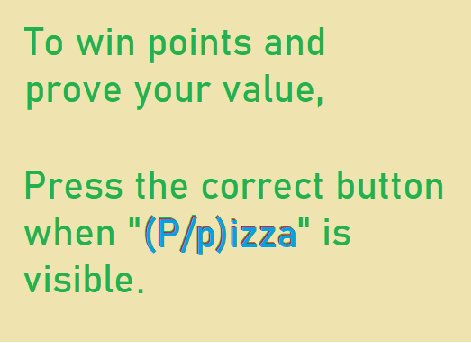 To win points and
prove your value,
Press the correct button
when "(P/p)izza" is
visible.